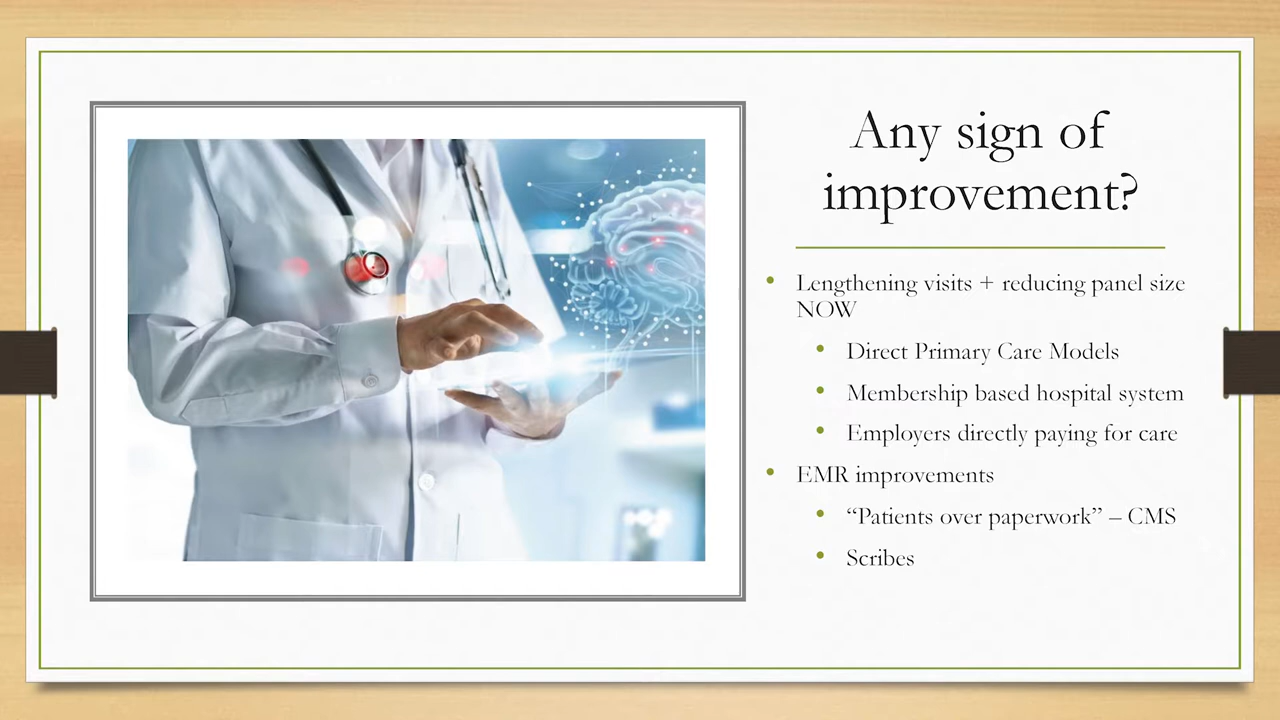 Any sign of
improvement?
• Lengthening visits + reducing panel size
NOW
• Direct Primary Care Models
• Membership based hospital system
• Employers directly paying for care
• EMR improvements
• “Patients over paperwork” – CMS
• Scribes